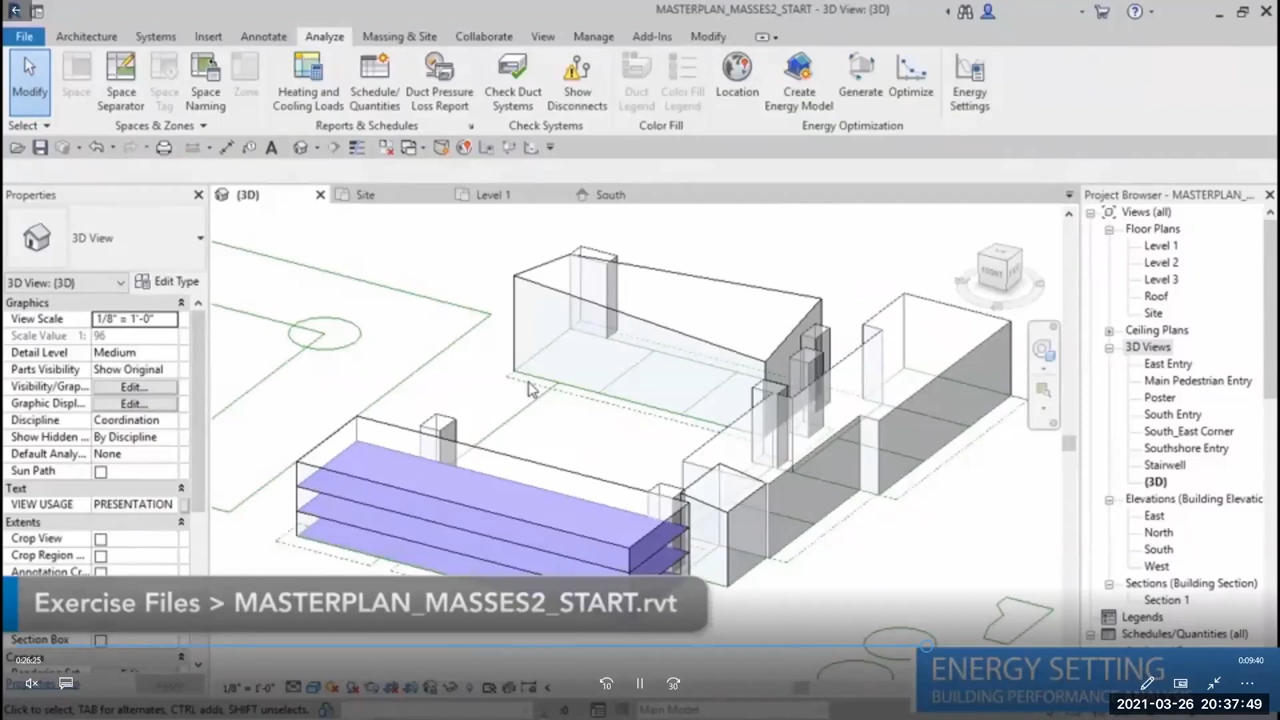 MASTERPLAN_MASSES2_START - 3D View: {3D}
File Architecture Systems Insert Annotate Analyze Massing & Site Collaborate View Manage Add-Ins Modify
Modify Space Space Separator Space Tag Space Naming Zone Heating and Cooling Loads Schedule/ Quantities Duct Pressure Loss Report Check Duct Systems Show Disconnects Duct Legend Color Fill Legend Location Create Energy Model Generate Optimize Energy Settings
Select Spaces & Zones Reports & Schedules Check Systems Color Fill Energy Optimization
Properties
{3D} Site Level 1 South
3D View
3D View: {3D} Edit Type
Graphics
View Scale 1/8" = 1'-0"
Scale Value 1: 96
Detail Level Medium
Parts Visibility Show Original
Visibility/Grap... Edit...
Graphic Displ... Edit...
Discipline Coordination
Show Hidden ... By Discipline
Default Analy... None
Sun Path
Text
VIEW USAGE PRESENTATION
Extents
Crop View
Crop Region ...
Annotation Cr...
Section Box
FRONT
Project Browser - MASTERPLAN_...
Views (all)
Floor Plans
Level 1
Level 2
Level 3
Roof
Site
Ceiling Plans
3D Views
East Entry
Main Pedestrian Entry
Poster
South Entry
South_East Corner
Southshore Entry
Stairwell
{3D}
Elevations (Building Elevatic
East
North
South
West
Sections (Building Section)
Section 1
Legends
Schedules/Quantities (all)
Exercise Files > MASTERPLAN_MASSES2_START.rvt
0:26:25
0:09:40
10 30
ENERGY SETTING
BUILDING PERFORMANCE ANALYSIS
1/8" = 1'-0"
Click to select, TAB for alternates, CTRL adds, SHIFT unselects.
:0 Main Model
2021-03-26 20:37:49